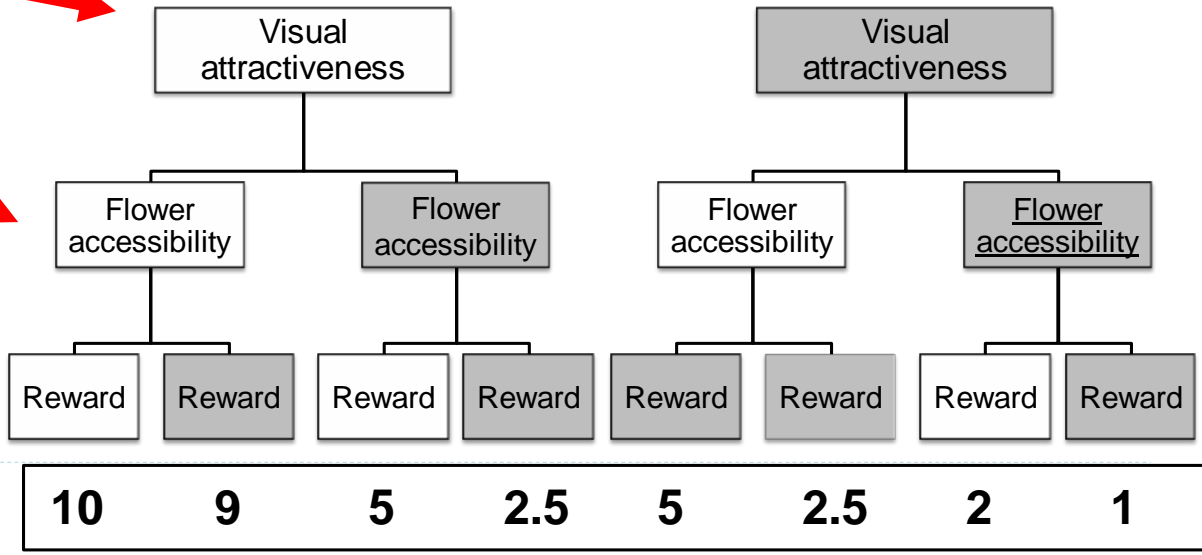 Visual
attractiveness
Visual
attractiveness
Flower
accessibility
Flower
accessibility
Flower
accessibility
Flower
accessibility
Reward
Reward
Reward
Reward
Reward
Reward
Reward
Reward
10 9 5 2.5 5 2.5 2 1